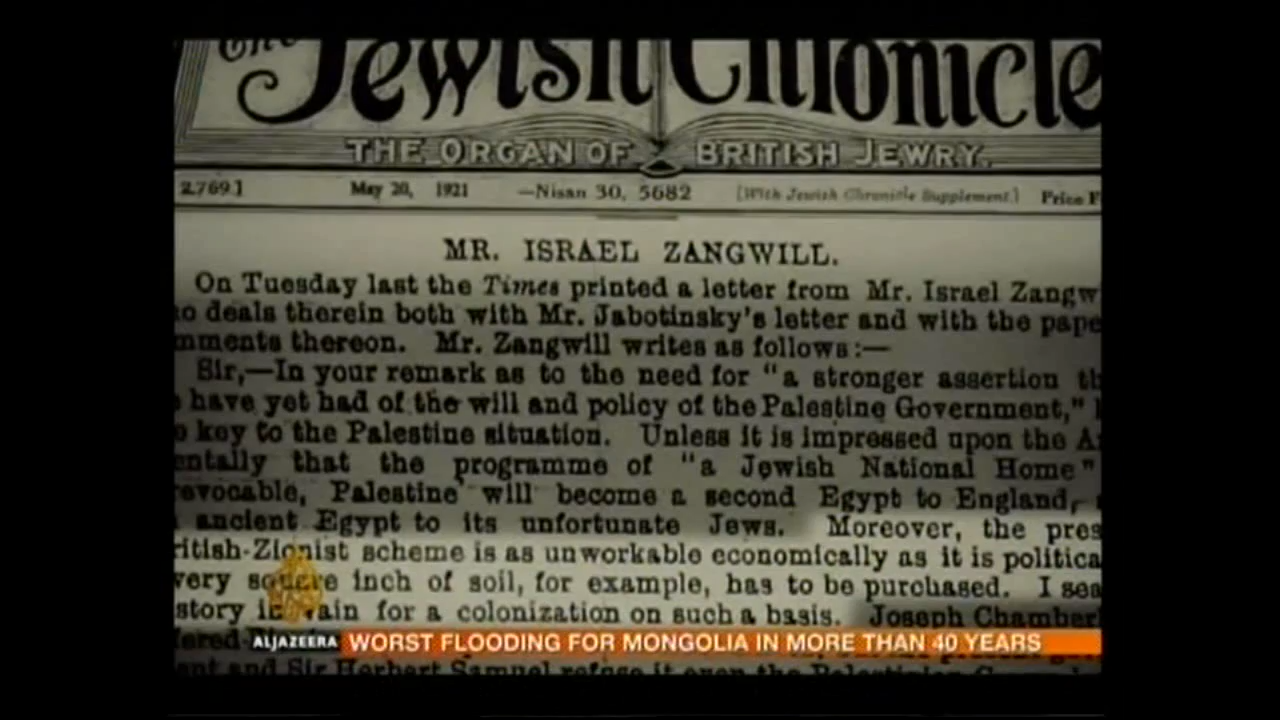 The Jewish Chronicle
THE ORGAN OF BRITISH JEWRY.
2,769.] May 20, 1921 —Nisan 30, 5682 [With Jewish Chronicle Supplement.] Price
MR. ISRAEL ZANGWILL.
On Tuesday last the Times printed a letter from Mr. Israel Zangw
o deals therein both with Mr. Jabotinsky's letter and with the pape
mments thereon. Mr. Zangwill writes as follows:—
Sir,—In your remark as to the need for "a stronger assertion th
have yet had of the will and policy of the Palestine Government,"
key to the Palestine situation. Unless it is impressed upon the A
entally that the programme of "a Jewish National Home"
revocable, Palestine will become a second Egypt to England,
ancient Egypt to its unfortunate Jews. Moreover, the pres
ritish-Zionist scheme is as unworkable economically as it is politica
very square inch of soil, for example, has to be purchased. I sea
story in vain for a colonization on such a basis. Joseph Chamberl
fered
ALJAZEERA WORST FLOODING FOR MONGOLIA IN MORE THAN 40 YEARS
ent and Sir Herbert Samuel refuse it even the Palestinian